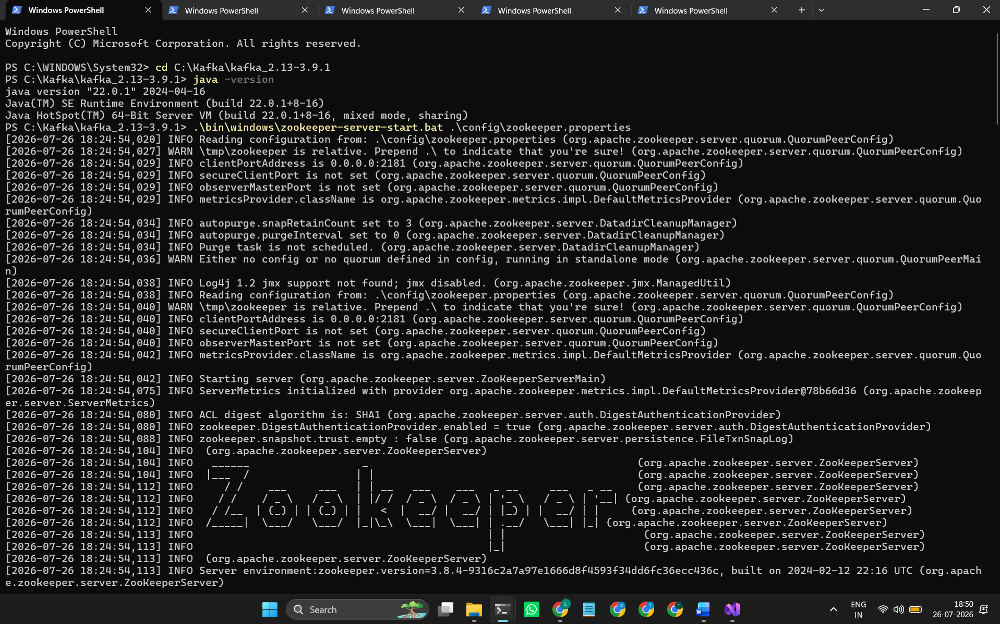 Windows PowerShell
Windows PowerShell
Windows PowerShell
Windows PowerShell
Windows PowerShell
Windows PowerShell
Copyright (C) Microsoft Corporation. All rights reserved.
PS C:\WINDOWS\System32> cd C:\Kafka\kafka_2.13-3.9.1
PS C:\Kafka\kafka_2.13-3.9.1> java -version
java version "22.0.1" 2024-04-16
Java(TM) SE Runtime Environment (build 22.0.1+8-16)
Java HotSpot(TM) 64-Bit Server VM (build 22.0.1+8-16, mixed mode, sharing)
PS C:\Kafka\kafka_2.13-3.9.1> .\bin\windows\zookeeper-server-start.bat .\config\zookeeper.properties
[2026-07-26 18:24:54,020] INFO Reading configuration from: .\config\zookeeper.properties (org.apache.zookeeper.server.quorum.QuorumPeerConfig)
[2026-07-26 18:24:54,027] WARN \tmp\zookeeper is relative. Prepend .\ to indicate that you're sure! (org.apache.zookeeper.server.quorum.QuorumPeerConfig)
[2026-07-26 18:24:54,029] INFO clientPortAddress is 0.0.0.0:2181 (org.apache.zookeeper.server.quorum.QuorumPeerConfig)
[2026-07-26 18:24:54,029] INFO secureClientPort is not set (org.apache.zookeeper.server.quorum.QuorumPeerConfig)
[2026-07-26 18:24:54,029] INFO observerMasterPort is not set (org.apache.zookeeper.server.quorum.QuorumPeerConfig)
[2026-07-26 18:24:54,029] INFO metricsProvider.className is org.apache.zookeeper.metrics.impl.DefaultMetricsProvider (org.apache.zookeeper.server.quorum.Quo
rumPeerConfig)
[2026-07-26 18:24:54,034] INFO autopurge.snapRetainCount set to 3 (org.apache.zookeeper.server.DatadirCleanupManager)
[2026-07-26 18:24:54,034] INFO autopurge.purgeInterval set to 0 (org.apache.zookeeper.server.DatadirCleanupManager)
[2026-07-26 18:24:54,034] INFO Purge task is not scheduled. (org.apache.zookeeper.server.DatadirCleanupManager)
[2026-07-26 18:24:54,036] WARN Either no config or no quorum defined in config, running in standalone mode (org.apache.zookeeper.server.quorum.QuorumPeerMai
n)
[2026-07-26 18:24:54,038] INFO Log4j 1.2 jmx support not found; jmx disabled. (org.apache.zookeeper.jmx.ManagedUtil)
[2026-07-26 18:24:54,038] INFO Reading configuration from: .\config\zookeeper.properties (org.apache.zookeeper.server.quorum.QuorumPeerConfig)
[2026-07-26 18:24:54,040] WARN \tmp\zookeeper is relative. Prepend .\ to indicate that you're sure! (org.apache.zookeeper.server.quorum.QuorumPeerConfig)
[2026-07-26 18:24:54,040] INFO clientPortAddress is 0.0.0.0:2181 (org.apache.zookeeper.server.quorum.QuorumPeerConfig)
[2026-07-26 18:24:54,040] INFO secureClientPort is not set (org.apache.zookeeper.server.quorum.QuorumPeerConfig)
[2026-07-26 18:24:54,040] INFO observerMasterPort is not set (org.apache.zookeeper.server.quorum.QuorumPeerConfig)
[2026-07-26 18:24:54,042] INFO metricsProvider.className is org.apache.zookeeper.metrics.impl.DefaultMetricsProvider (org.apache.zookeeper.server.quorum.Quo
rumPeerConfig)
[2026-07-26 18:24:54,042] INFO Starting server (org.apache.zookeeper.server.ZooKeeperServerMain)
[2026-07-26 18:24:54,075] INFO ServerMetrics initialized with provider org.apache.zookeeper.metrics.impl.DefaultMetricsProvider@78b66d36 (org.apache.zookeep
er.server.ServerMetrics)
[2026-07-26 18:24:54,080] INFO ACL digest algorithm is: SHA1 (org.apache.zookeeper.server.auth.DigestAuthenticationProvider)
[2026-07-26 18:24:54,080] INFO zookeeper.DigestAuthenticationProvider.enabled = true (org.apache.zookeeper.server.auth.DigestAuthenticationProvider)
[2026-07-26 18:24:54,088] INFO zookeeper.snapshot.trust.empty : false (org.apache.zookeeper.server.persistence.FileTxnSnapLog)
[2026-07-26 18:24:54,104] INFO  (org.apache.zookeeper.server.ZooKeeperServer)
[2026-07-26 18:24:54,104] INFO   ______                  _                                           (org.apache.zookeeper.server.ZooKeeperServer)
[2026-07-26 18:24:54,104] INFO  |___  /                 | |                                          (org.apache.zookeeper.server.ZooKeeperServer)
[2026-07-26 18:24:54,112] INFO     / /    ___     ___   | | __   ___    ___   _ __     ___   _ __    (org.apache.zookeeper.server.ZooKeeperServer)
[2026-07-26 18:24:54,112] INFO    / /    / _ \   / _ \  | |/ /  / _ \  / _ \ | '_ \   / _ \ | '__| (org.apache.zookeeper.server.ZooKeeperServer)
[2026-07-26 18:24:54,112] INFO   / /__  | (_) | | (_) | |   <  |  __/ |  __/ | |_) | |  __/ | |     (org.apache.zookeeper.server.ZooKeeperServer)
[2026-07-26 18:24:54,112] INFO  /_____|  \___/   \___/  |_|\_\  \___|  \___| | .__/   \___| |_| (org.apache.zookeeper.server.ZooKeeperServer)
[2026-07-26 18:24:54,113] INFO                                               | |                      (org.apache.zookeeper.server.ZooKeeperServer)
[2026-07-26 18:24:54,113] INFO                                               |_|                      (org.apache.zookeeper.server.ZooKeeperServer)
[2026-07-26 18:24:54,113] INFO  (org.apache.zookeeper.server.ZooKeeperServer)
[2026-07-26 18:24:54,113] INFO Server environment:zookeeper.version=3.8.4-9316c2a7a97e1666d8f4593f34dd6fc36ecc436c, built on 2024-02-12 22:16 UTC (org.apach
e.zookeeper.server.ZooKeeperServer)
Search
ENG
IN
18:50
26-07-2026